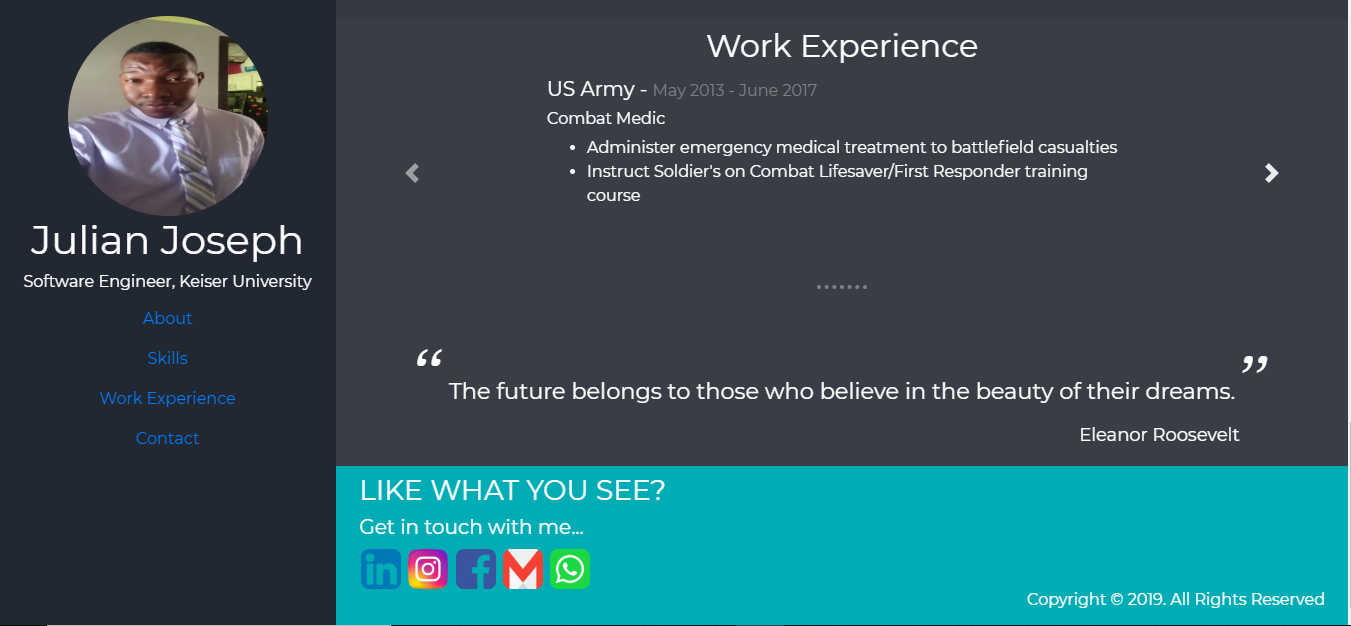 Julian Joseph
Software Engineer, Keiser University
About
Skills
Work Experience
Contact
Work Experience
US Army - May 2013 - June 2017
Combat Medic
• Administer emergency medical treatment to battlefield casualties
• Instruct Soldier's on Combat Lifesaver/First Responder training
course
“ The future belongs to those who believe in the beauty of their dreams. ”
Eleanor Roosevelt
LIKE WHAT YOU SEE?
Get in touch with me...
in
Copyright © 2019. All Rights Reserved